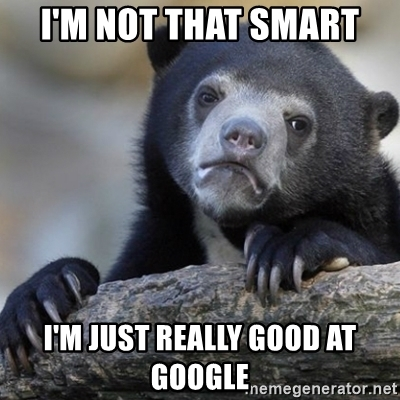 I'M NOT THAT SMART
I'M JUST REALLY GOOD AT
GOOGLE
memegenerator.net